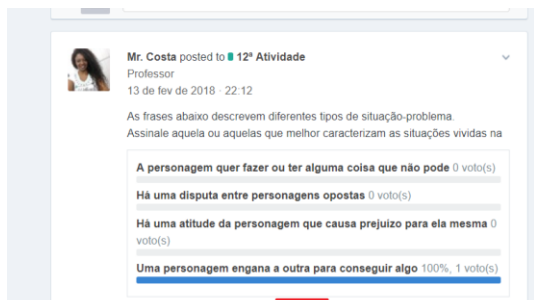 Mr. Costa posted to 12ª Atividade
Professor
13 de fev de 2018 · 22:12
As frases abaixo descrevem diferentes tipos de situação-problema.
Assinale aquela ou aquelas que melhor caracterizam as situações vividas na
A personagem quer fazer ou ter alguma coisa que não pode 0 voto(s)
Há uma disputa entre personagens opostas 0 voto(s)
Há uma atitude da personagem que causa prejuizo para ela mesma 0
voto(s)
Uma personagem engana a outra para conseguir algo 100%, 1 voto(s)